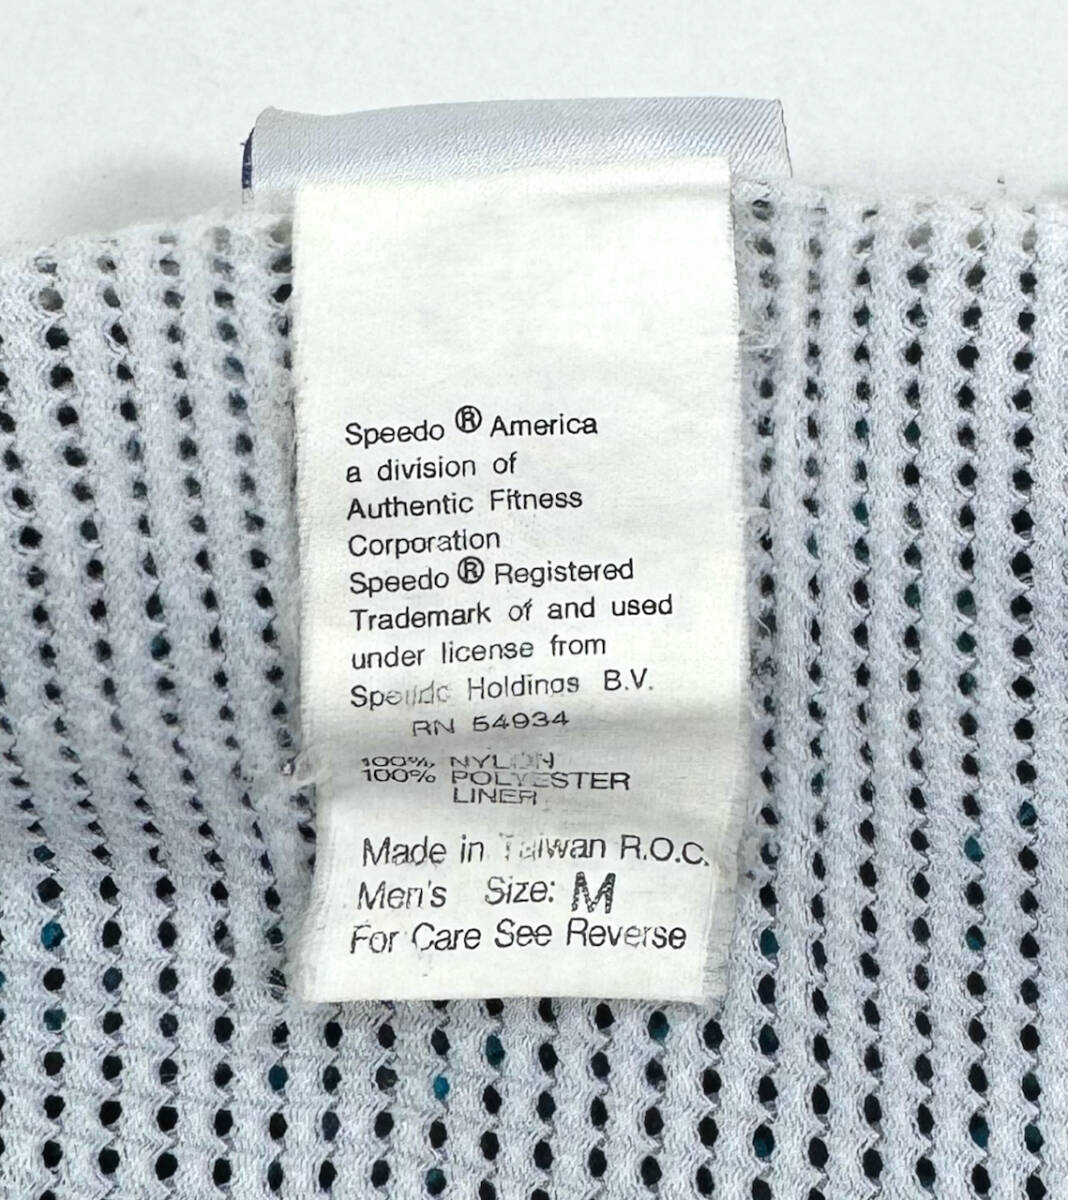 Speedo ® America
a division of
Authentic Fitness
Corporation
Speedo ® Registered
Trademark of and used
under license from
Speedo Holdings B.V.
RN 54934
100% NYLON
100% POLYESTER
LINER
Made in Taiwan R.O.C.
Men's Size: M
For Care See Reverse